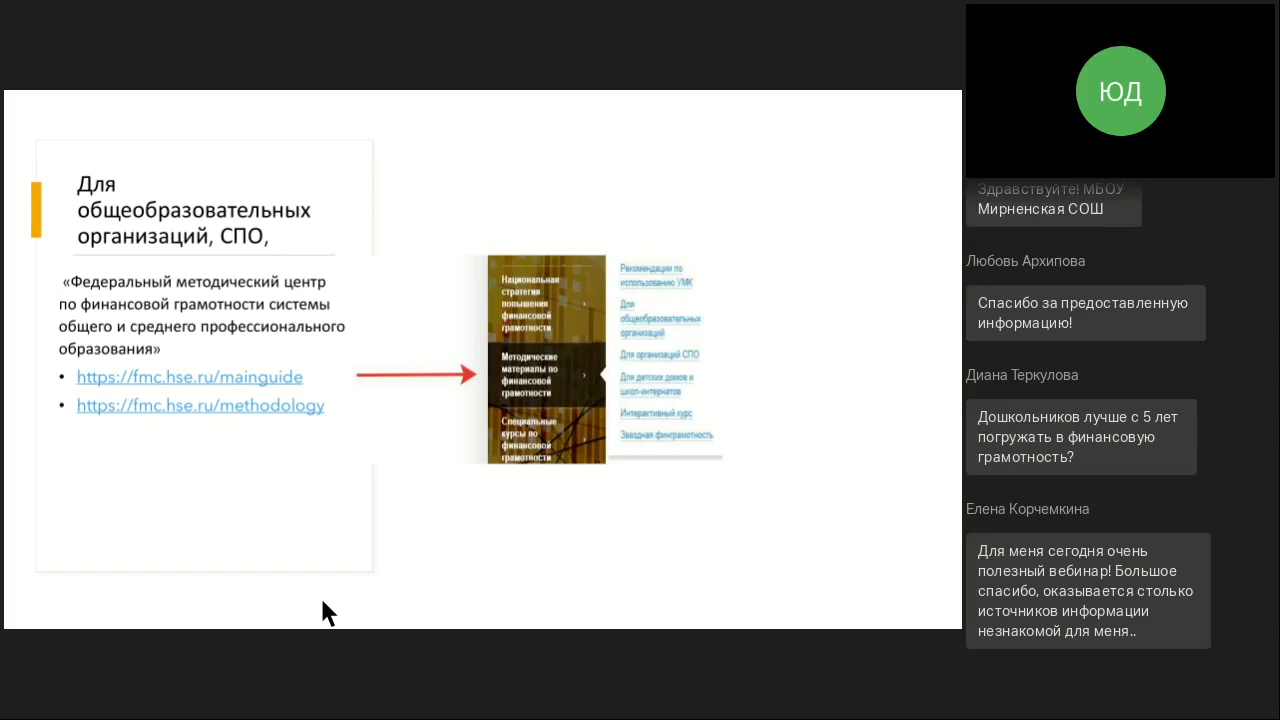 Для
общеобразовательных
организаций, СПО,
«Федеральный методический центр
по финансовой грамотности системы
общего и среднего профессионального
образования»
• https://fmc.hse.ru/mainguide
• https://fmc.hse.ru/methodology
Национальная
стратегия
повышения
финансовой
грамотности
Методические
материалы по
финансовой
грамотности
Специальные
курсы по
финансовой
грамотности
Рекомендации по
использованию УМК
Для
общеобразовательных
организаций
Для организаций СПО
Для детских домов и
школ-интернатов
Интерактивный курс
Звездная финграмотность
ЮД
Здравствуйте! МБОУ
Мирненская СОШ
Любовь Архипова
Спасибо за предоставленную
информацию!
Диана Теркулова
Дошкольников лучше с 5 лет
погружать в финансовую
грамотность?
Елена Корчемкина
Для меня сегодня очень
полезный вебинар! Большое
спасибо, оказывается столько
источников информации
незнакомой для меня..